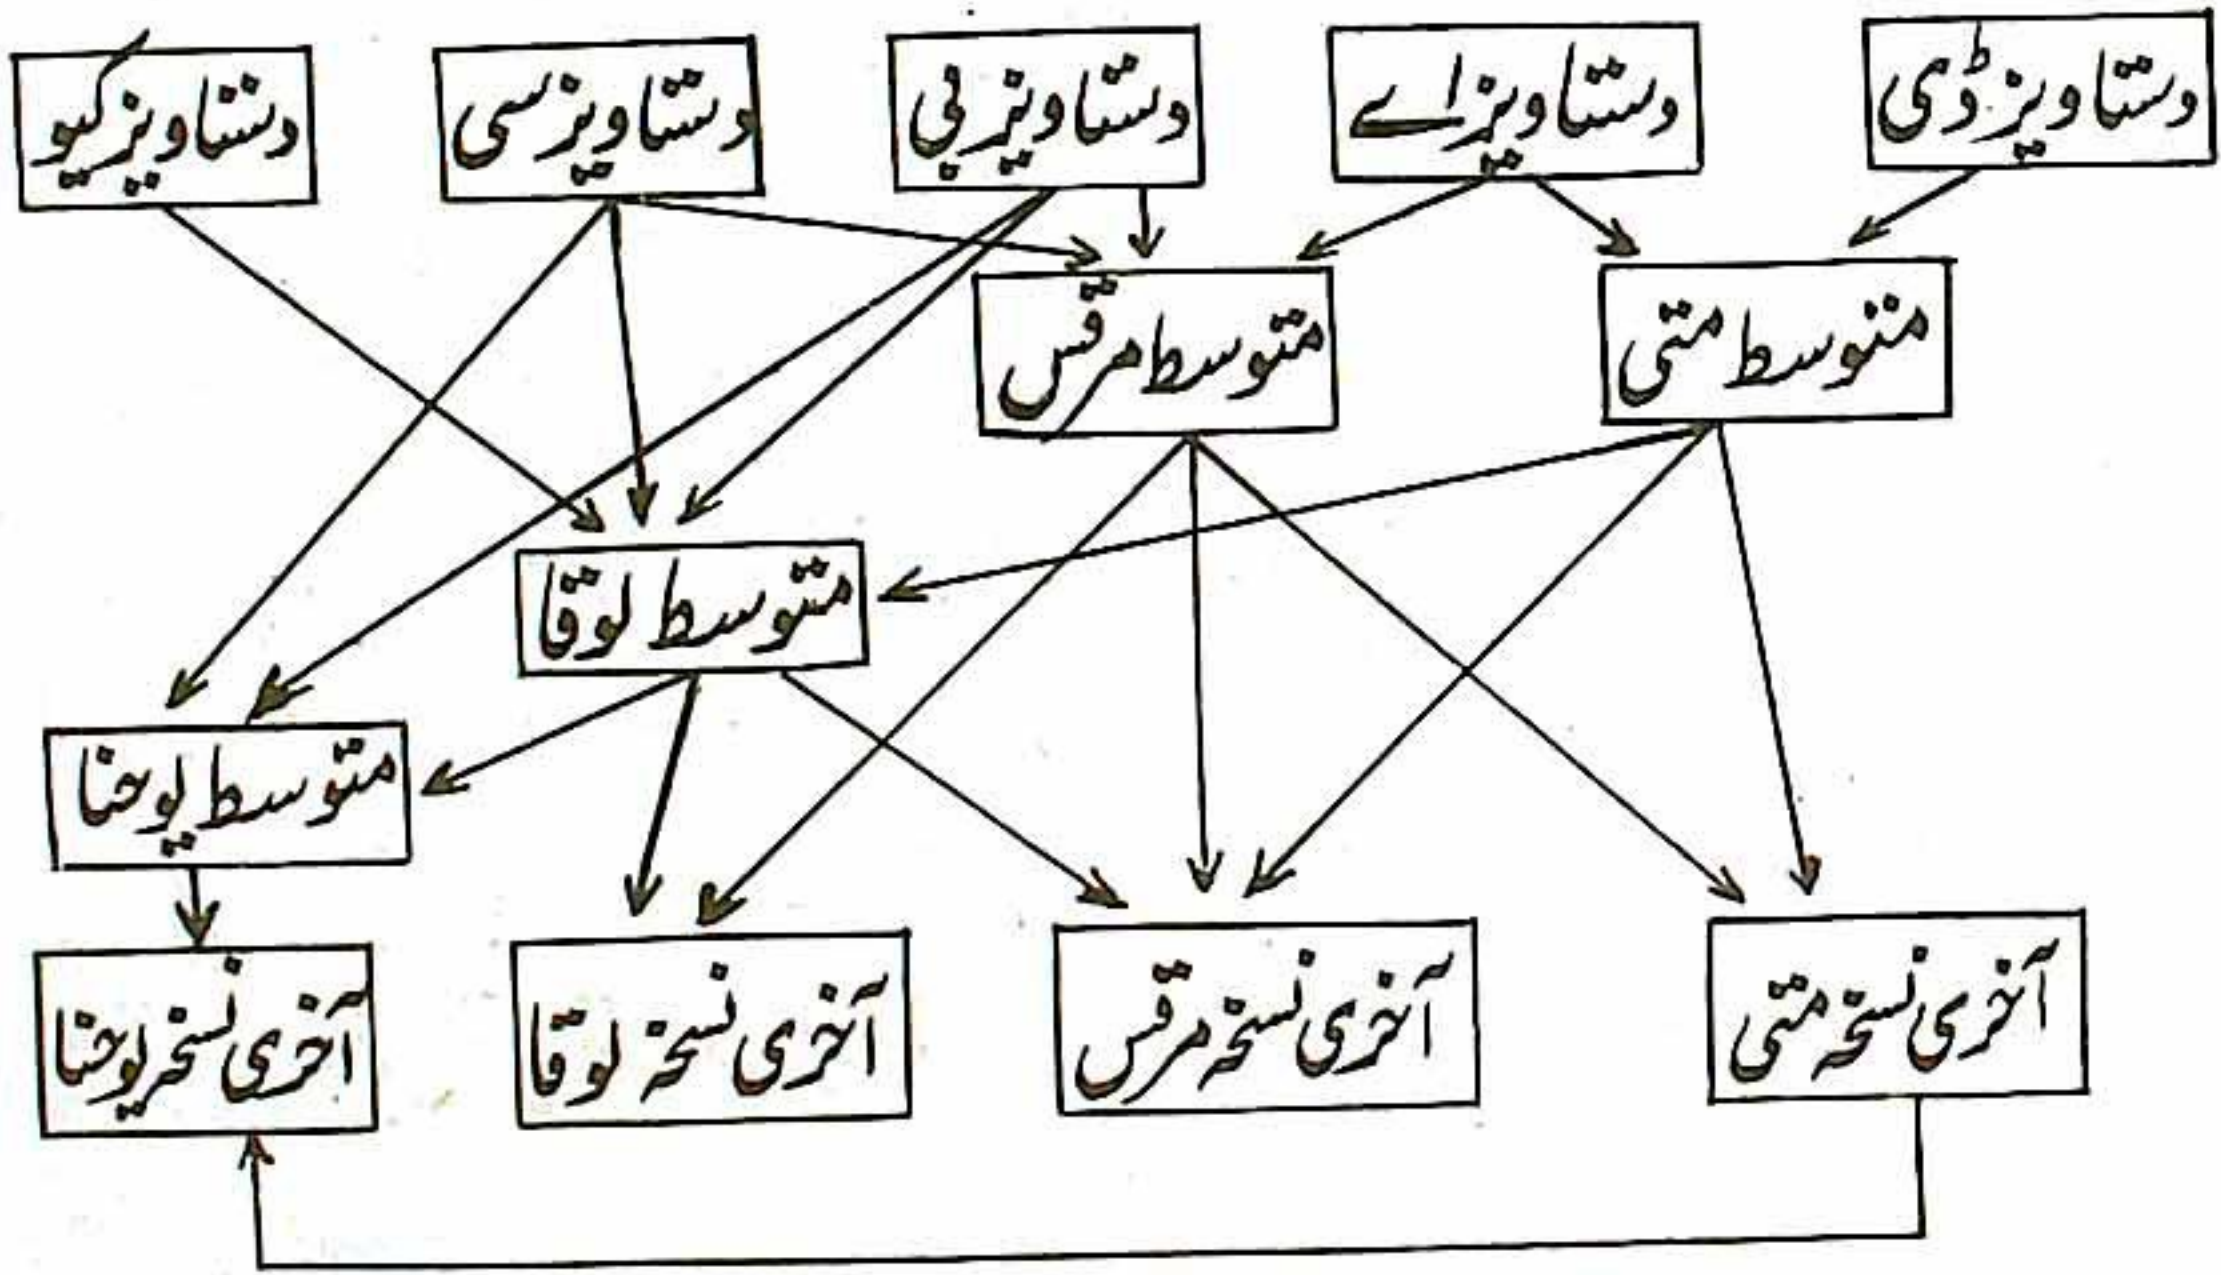 دستاویز ڈی
دستاویز اے
دستاویز پی
دستاویز سی
دستاویز کیو
متوسط متی
متوسط مرقس
متوسط لوقا
متوسط یوحنا
آخری نسخہ متی
آخری نسخہ مرقس
آخری نسخہ لوقا
آخری نسخہ یوحنا